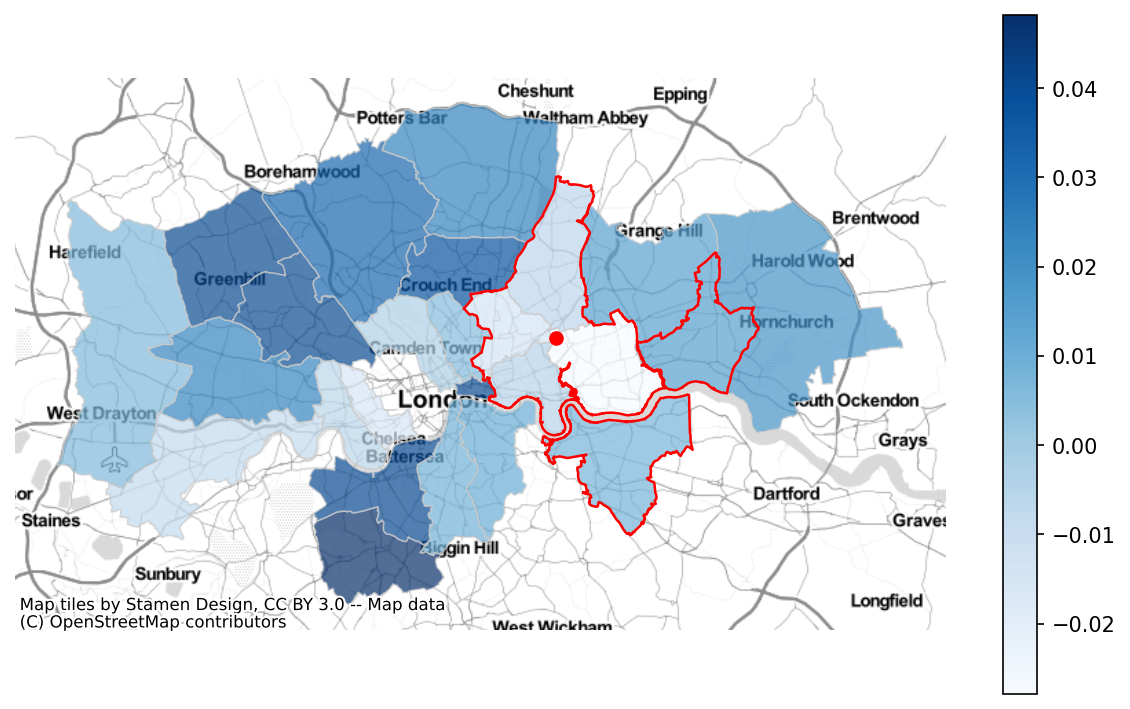 Cheshunt
Epping
Potters Bar
Waltham Abbey
Borehamwood
Brentwood
Grange Hill
Harefield
Harold Wood
Greenhill
Crouch End
Hornchurch
Camden Town
London
South Ockendon
West Drayton
Chelsea
Battersea
Grays
sor
Dartford
Staines
Graves
Biggin Hill
Sunbury
Longfield
West Wickham
Map tiles by Stamen Design, CC BY 3.0 -- Map data
(C) OpenStreetMap contributors
0.04
0.03
0.02
0.01
0.00
−0.01
−0.02